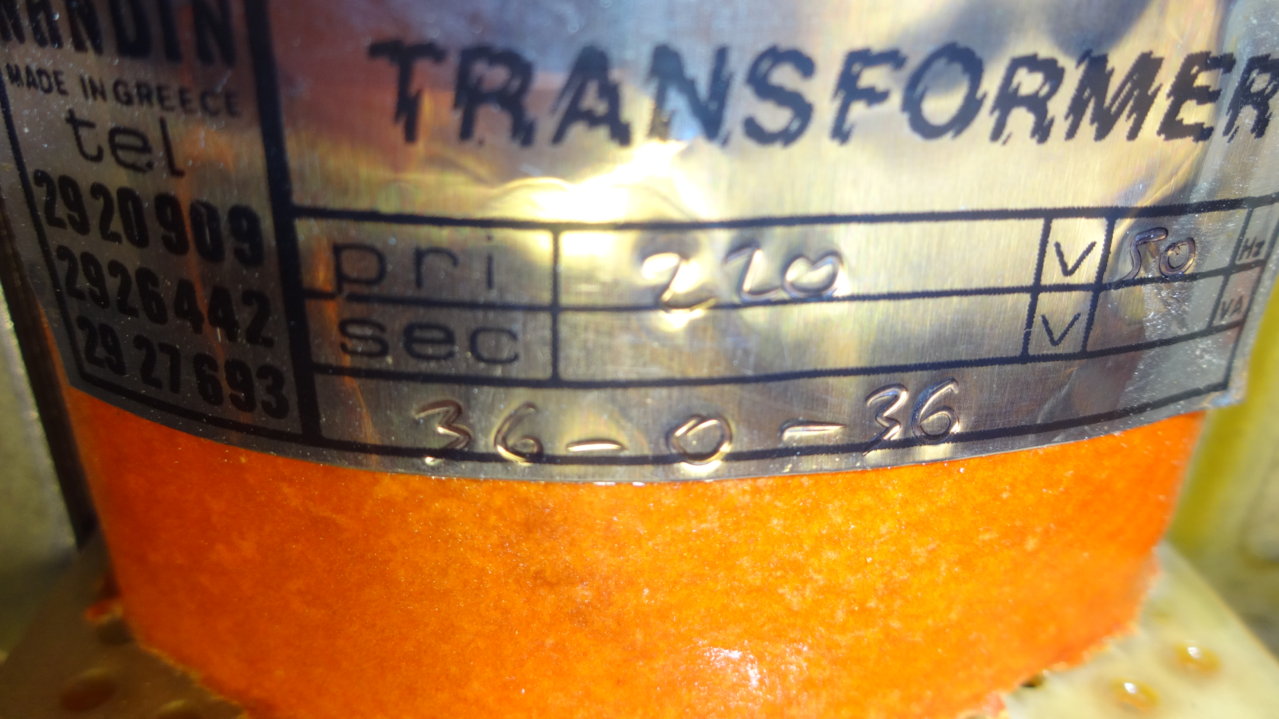 MADE IN GREECE
tel
2920909
2926442
2927693
TRANSFORMER
pri 220 V 50 Hz
sec V VA
36-0-36